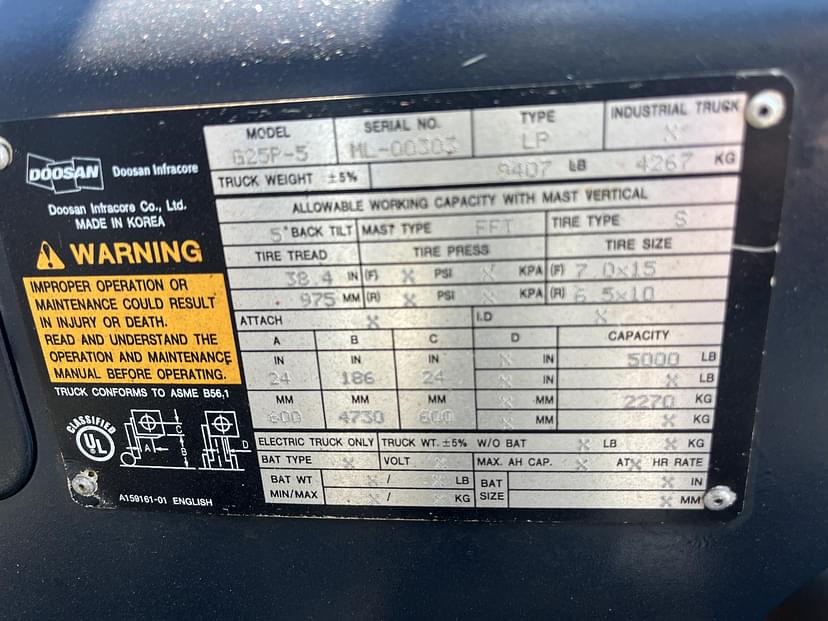 DOOSAN Doosan Infracore
Doosan Infracore Co., Ltd.
MADE IN KOREA
WARNING
IMPROPER OPERATION OR
MAINTENANCE COULD RESULT
IN INJURY OR DEATH.
READ AND UNDERSTAND THE
OPERATION AND MAINTENANCE
MANUAL BEFORE OPERATING.
TRUCK CONFORMS TO ASME B56,1
CLASSIFIED
UL
A C B D
A159161-01 ENGLISH
MODEL SERIAL NO. TYPE INDUSTRIAL TRUCK
G25P-5 ML-00303 LP X
TRUCK WEIGHT ±5% 9407 LB 4267 KG
ALLOWABLE WORKING CAPACITY WITH MAST VERTICAL
5° BACK TILT MAST TYPE FFT TIRE TYPE S
TIRE TREAD TIRE PRESS TIRE SIZE
38.4 IN (F) X PSI X KPA (F) 7.0x15
975 MM (R) X PSI X KPA (R) 6.5x10
ATTACH X I.D X
A B C D CAPACITY
IN IN IN X IN 5000 LB
24 186 24 X IN X LB
MM MM MM X MM 2270 KG
600 4730 600 X MM X KG
ELECTRIC TRUCK ONLY TRUCK WT. ±5% W/O BAT X LB X KG
BAT TYPE X VOLT X MAX. AH CAP. X AT X HR RATE
BAT WT X / X LB BAT X IN
MIN/MAX X / X KG SIZE X MM